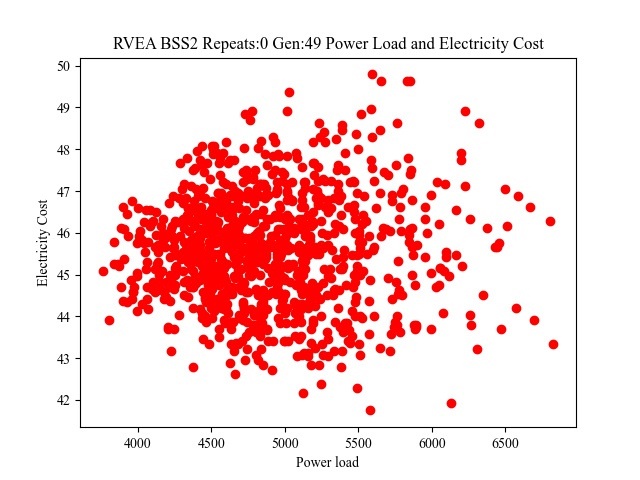 RVEA BSS2 Repeats:0 Gen:49 Power Load and Electricity Cost
50
49
48
47
46
45
44
43
42
Electricity Cost
4000 4500 5000 5500 6000 6500
Power load